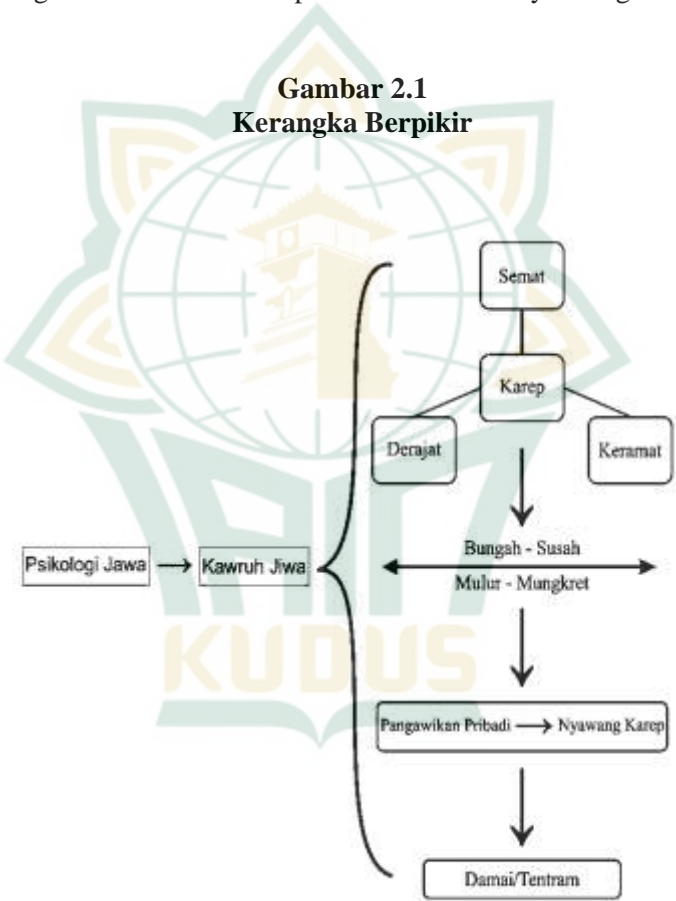 Gambar 2.1
Kerangka Berpikir
Semat
Karep
Derajat
Keramat
Psikologi Jawa → Kawruh Jiwa
Bungah - Susah
Mulur - Mungkret
Pangawikan Pribadi → Nyawang Karep
Damai/Tentram
KUDUS